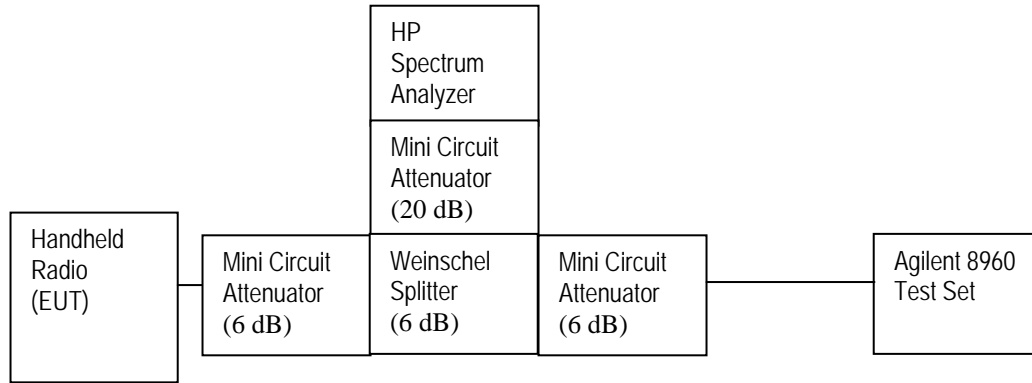 HP
Spectrum
Analyzer
Mini Circuit
Attenuator
(20 dB)
Handheld
Radio
(EUT)
Mini Circuit
Attenuator
(6 dB)
Weinschel
Splitter
(6 dB)
Mini Circuit
Attenuator
(6 dB)
Agilent 8960
Test Set